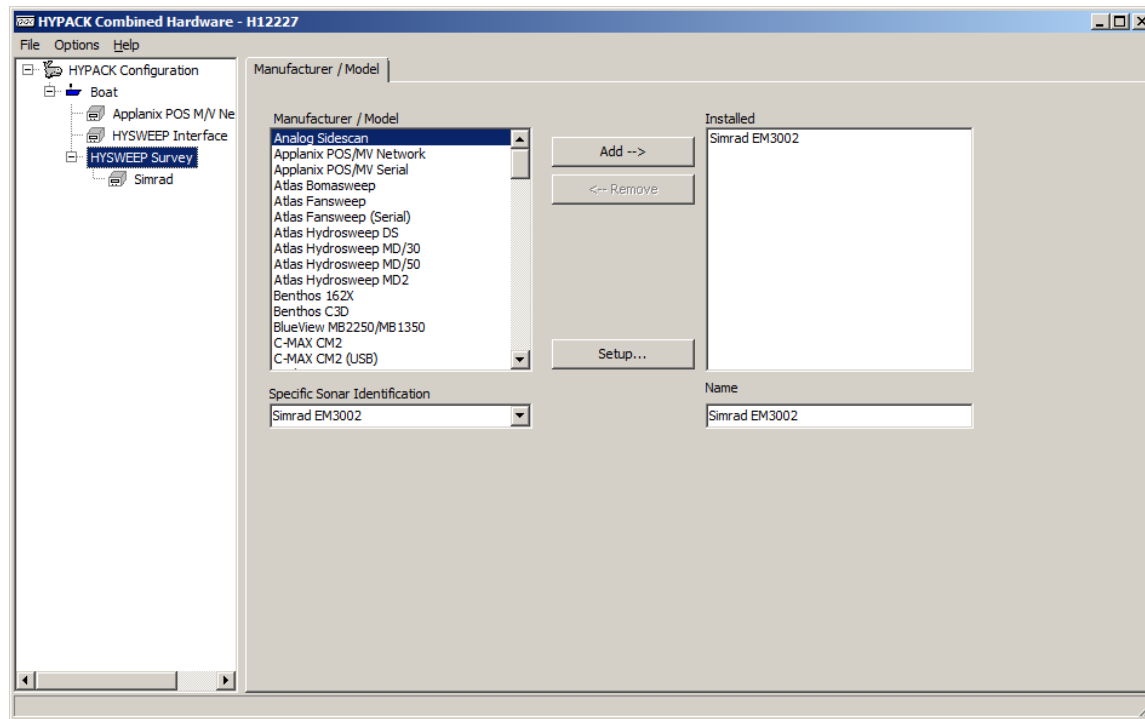 HYPACK Combined Hardware - H12227
File Options Help
HYPACK Configuration
Boat
Applanix POS M/V Ne
HYSWEEP Interface
HYSWEEP Survey
Simrad
Manufacturer / Model
Manufacturer / Model
Analog Sidescan
Applanix POS/MV Network
Applanix POS/MV Serial
Atlas Bomasweep
Atlas Fansweep
Atlas Fansweep (Serial)
Atlas Hydrosweep DS
Atlas Hydrosweep MD/30
Atlas Hydrosweep MD/50
Atlas Hydrosweep MD2
Benthos 162X
Benthos C3D
BlueView MB2250/MB1350
C-MAX CM2
C-MAX CM2 (USB)
Add -->
<-- Remove
Setup...
Installed
Simrad EM3002
Specific Sonar Identification
Simrad EM3002
Name
Simrad EM3002